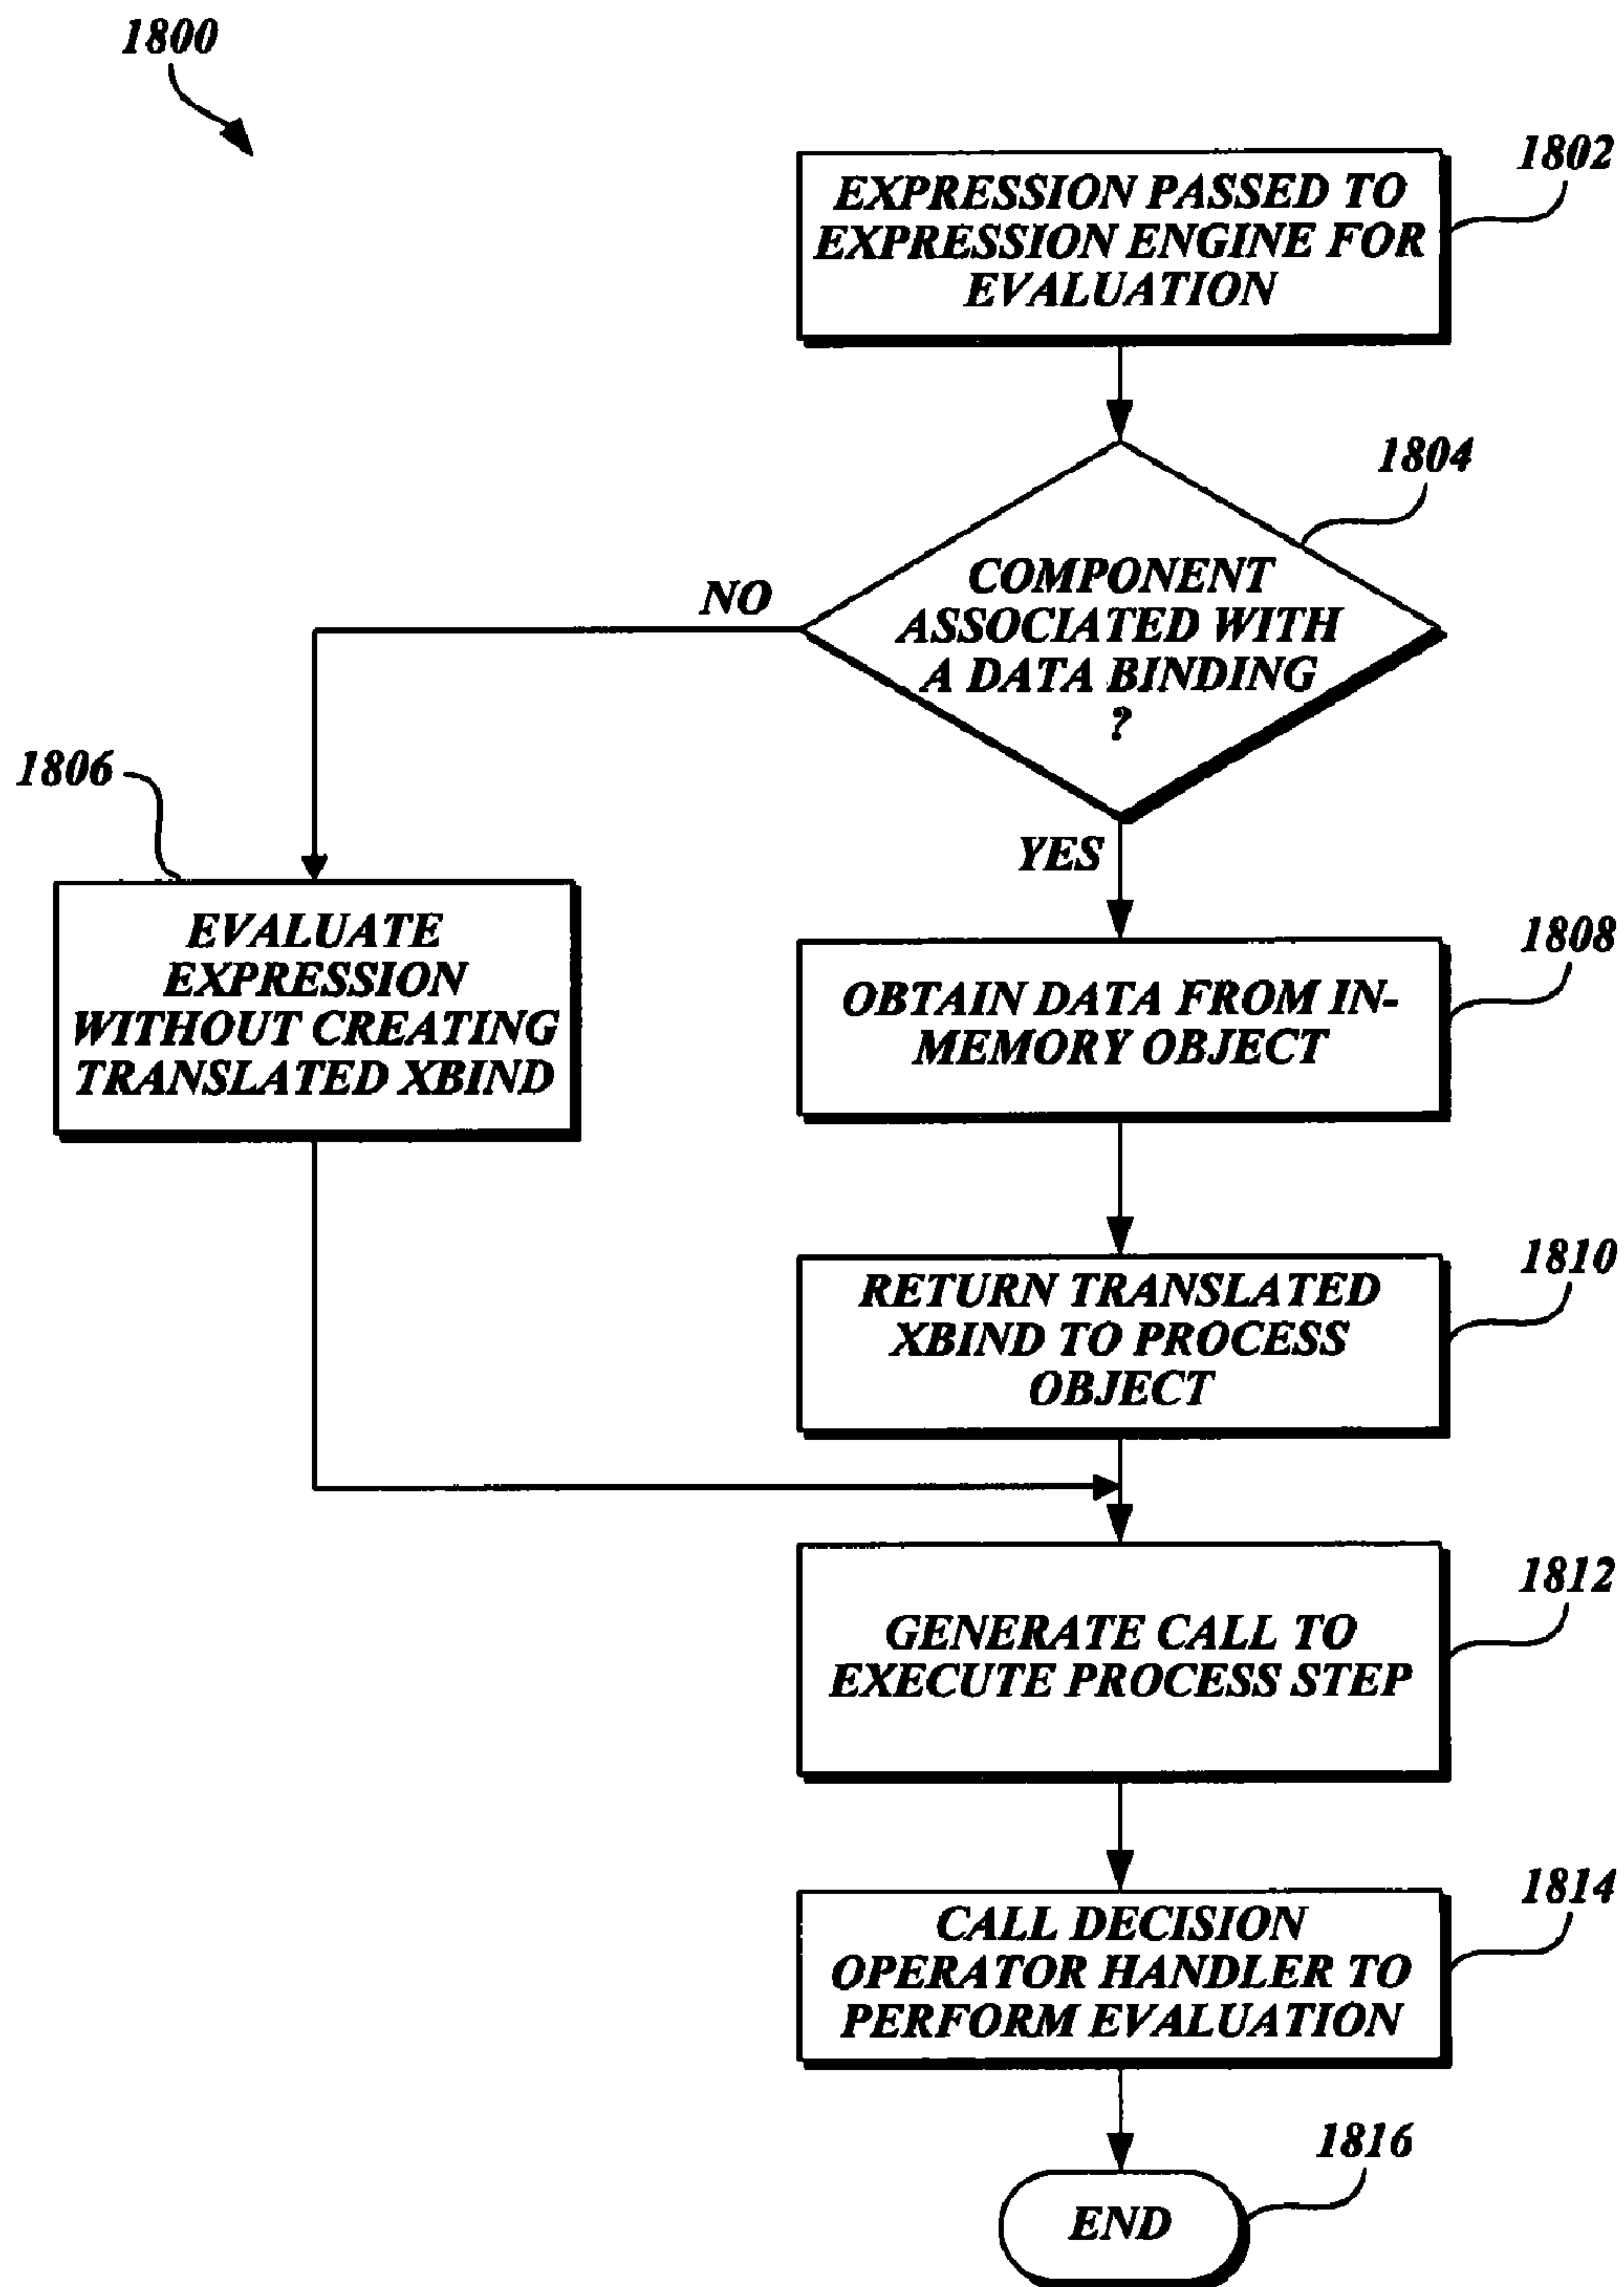 1800
1802
EXPRESSION PASSED TO
EXPRESSION ENGINE FOR
EVALUATION
1804
COMPONENT
ASSOCIATED WITH
A DATA BINDING
?
NO
YES
1806
EVALUATE
EXPRESSION
WITHOUT CREATING
TRANSLATED XBIND
1808
OBTAIN DATA FROM IN-
MEMORY OBJECT
1810
RETURN TRANSLATED
XBIND TO PROCESS
OBJECT
1812
GENERATE CALL TO
EXECUTE PROCESS STEP
1814
CALL DECISION
OPERATOR HANDLER TO
PERFORM EVALUATION
1816
END